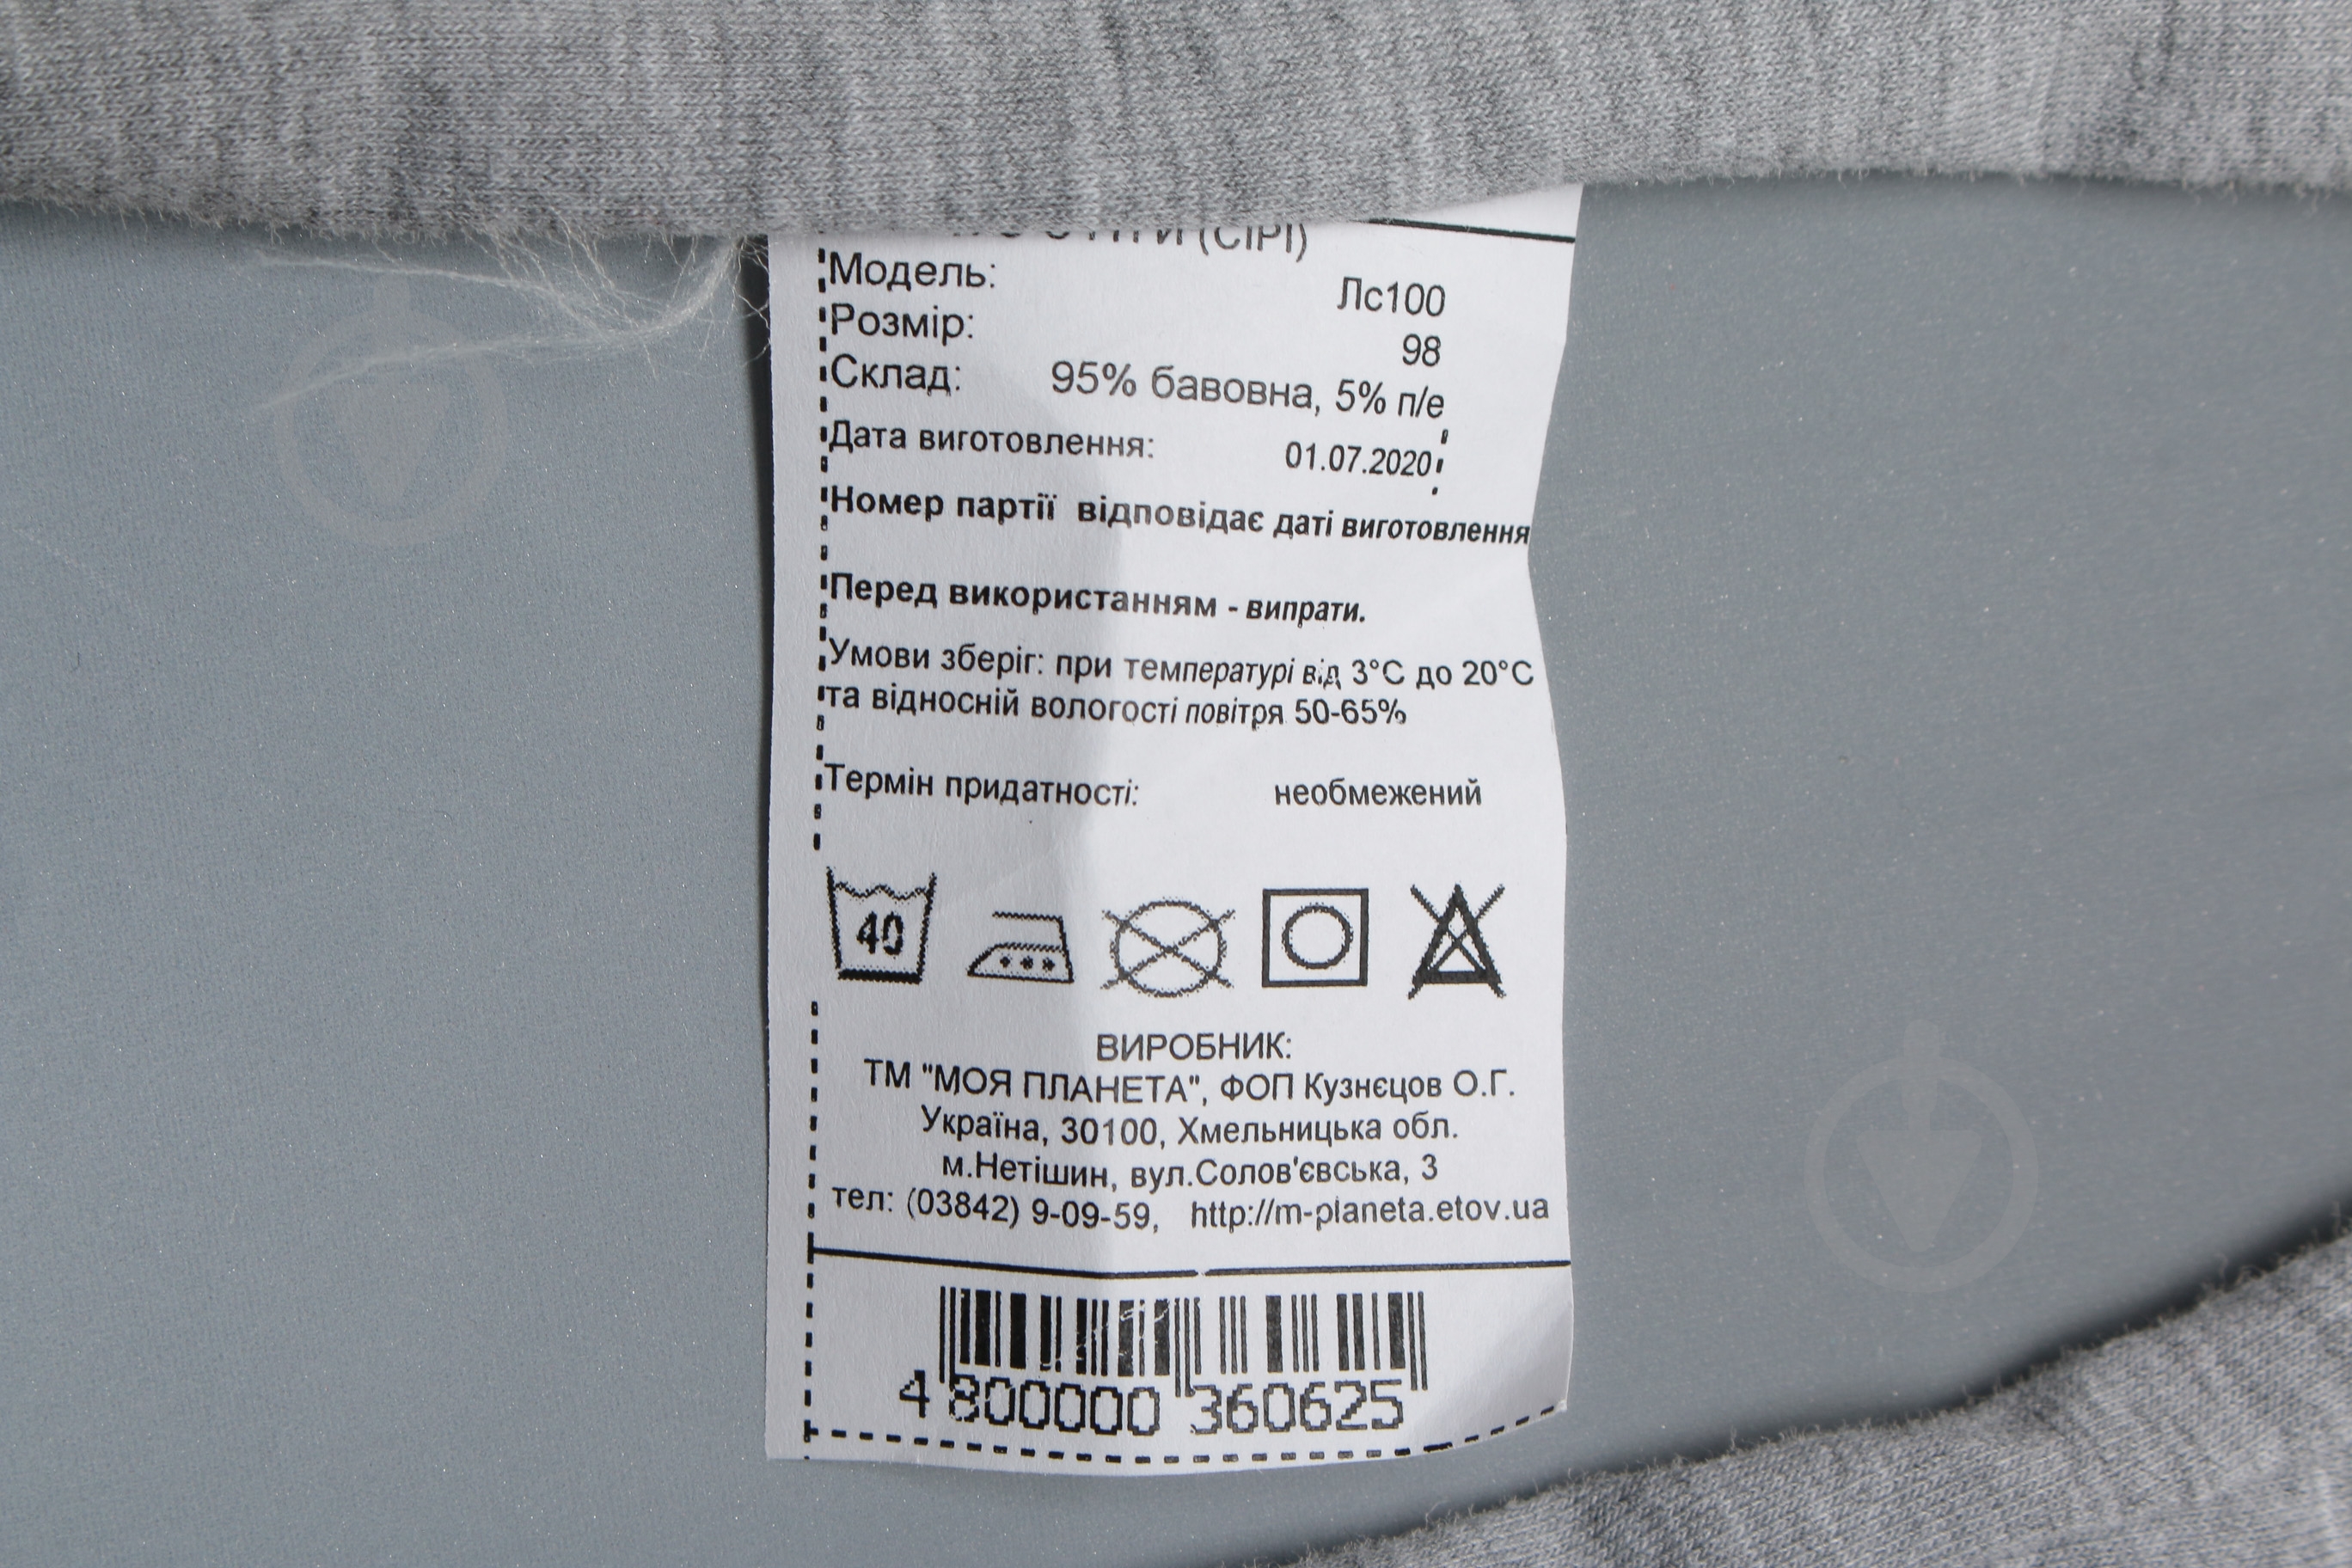 (СІРІ)
Модель: Лс100
Розмір: 98
Склад: 95% бавовна, 5% п/е
Дата виготовлення: 01.07.2020
Номер партії відповідає даті виготовлення
Перед використанням - випрати.
Умови зберіг: при температурі від 3°С до 20°С
та відносній вологості повітря 50-65%
Термін придатності: необмежений
40
ВИРОБНИК:
ТМ "МОЯ ПЛАНЕТА", ФОП Кузнєцов О.Г.
Україна, 30100, Хмельницька обл.
м.Нетішин, вул.Солов'євська, 3
тел: (03842) 9-09-59, http://m-planeta.etov.ua
4 800000 360625